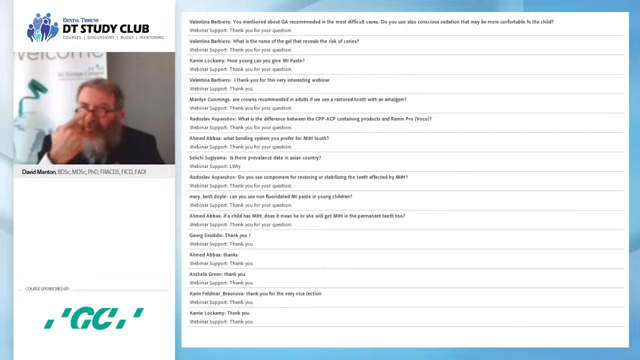 DENTAL TRIBUNE
DT STUDY CLUB
COURSES | DISCUSSIONS | BLOGS | MENTORING
welcome
David Manton, BDSc, MDSc, PhD, FRACDS, FICD, FADI
COURSE SPONSORED BY:
GC
Valentina Barbieru: You mentioned about GA recommended in the most difficult cases. Do you use also conscious sedation that may be more confortable fo the child?
Webinar Support: Thank you for your question.
Valentina Barbieru: What is the name of the gel that reveals the risk of caries?
Webinar Support: Thank you for your question.
Karrie Lockamy: How young can you give MI Paste?
Webinar Support: Thank you for your question.
Valentina Barbieru: I thank you for this very interesting webinar
Webinar Support: Thank you.
Marilyn Cummings: are crowns recommended in adults if we see a restored tooth with an amalgam?
Webinar Support: Thank you for your question.
Radoslav Asparuhov: What is the difference between the CPP-ACP containing products and Remin Pro (Voco)?
Webinar Support: Thank you for your question.
Ahmed Abbas: what bonding system you prefer for MIH tooth?
Webinar Support: Thank you for your question.
Seiichi Sugiyama: Is there prevalence date in asian country?
Webinar Support:
Radoslav Asparuhov: Do you use compomers for restoring or stabilizing the teeth affected by MIH?
Webinar Support: Thank you for your question.
mary_beth doyle: can you use non fluoridated MI paste in young children?
Webinar Support: Thank you for your question.
Ahmed Abbas: if a child has MIH, does it mean he or she will get MIH in the permanent teeth too?
Webinar Support: Thank you for your question
Georg Exiolidis: Thank you !
Webinar Support: Thank you.
Ahmed Abbas: thanks
Webinar Support: Thank you.
Anzhela Green: thank you
Webinar Support: Thank you.
Karin Feldmar_Braunova: thank you for the very nice lection
Webinar Support: Thank you.
Karrie Lockamy: Thank you
Webinar Support: Thank you.